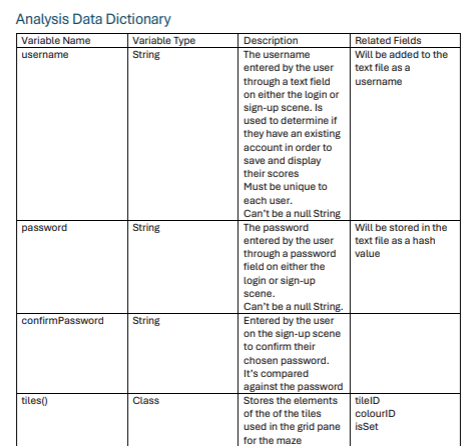 Analysis Data Dictionary
Variable Name Variable Type Description Related Fields
username String The username Will be added to the
entered by the user text file as a
through a text field username
on either the login or
sign-up scene. Is
used to determine if
they have an existing
account in order to
save and display
their scores
Must be unique to
each user.
Can't be a null String
password String The password Will be stored in the
entered by the user text file as a hash
through a password value
field on either the
login or sign-up
scene.
Can't be a null String.
confirmPassword String Entered by the user
on the sign-up scene
to confirm their
chosen password.
It's compared
against the password
tiles() Class Stores the elements tileID
of the of the tiles colourID
used in the grid pane isSet
for the maze